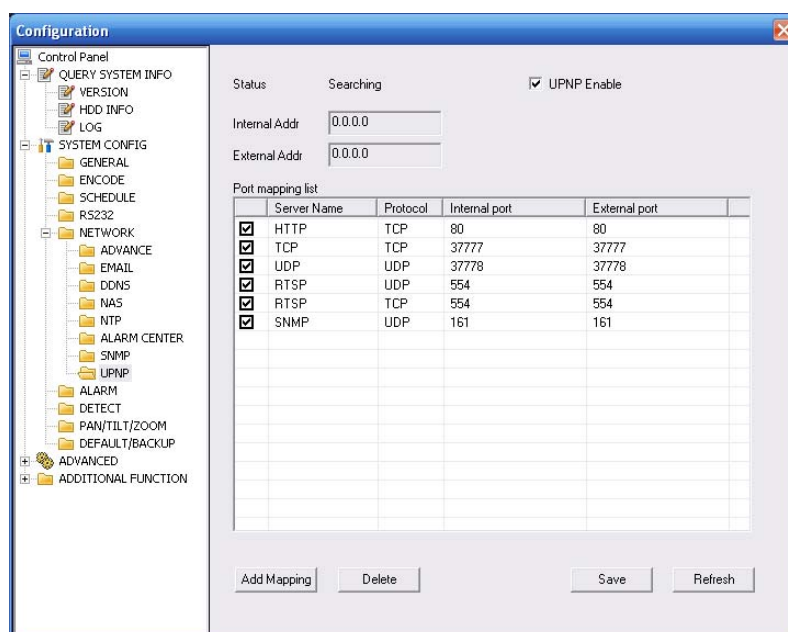 Configuration
Control Panel
QUERY SYSTEM INFO
VERSION
HDD INFO
LOG
SYSTEM CONFIG
GENERAL
ENCODE
SCHEDULE
RS232
NETWORK
ADVANCE
EMAIL
DDNS
NAS
NTP
ALARM CENTER
SNMP
UPNP
ALARM
DETECT
PAN/TILT/ZOOM
DEFAULT/BACKUP
ADVANCED
ADDITIONAL FUNCTION
Status Searching UPNP Enable
Internal Addr 0.0.0.0
External Addr 0.0.0.0
Port mapping list
Server Name Protocol Internal port External port
HTTP TCP 80 80
TCP TCP 37777 37777
UDP UDP 37778 37778
RTSP UDP 554 554
RTSP TCP 554 554
SNMP UDP 161 161
Add Mapping Delete Save Refresh